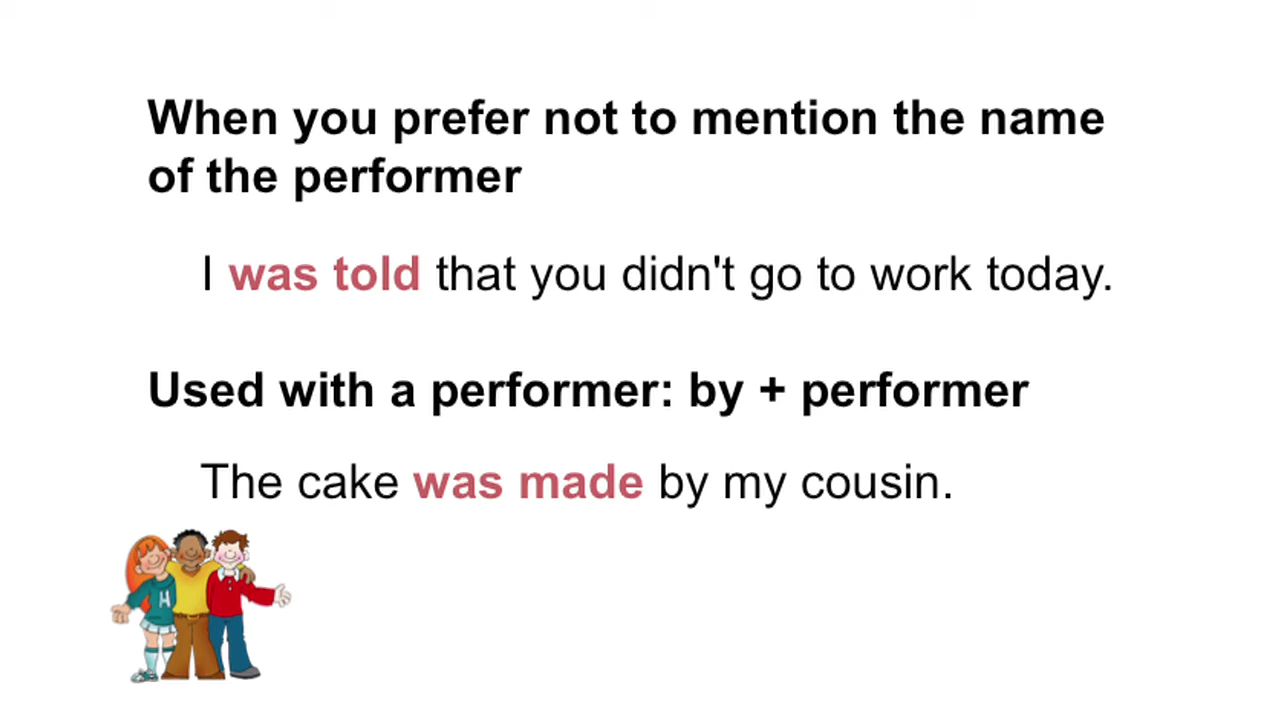 When you prefer not to mention the name
of the performer
I was told that you didn't go to work today.
Used with a performer: by + performer
The cake was made by my cousin.
H